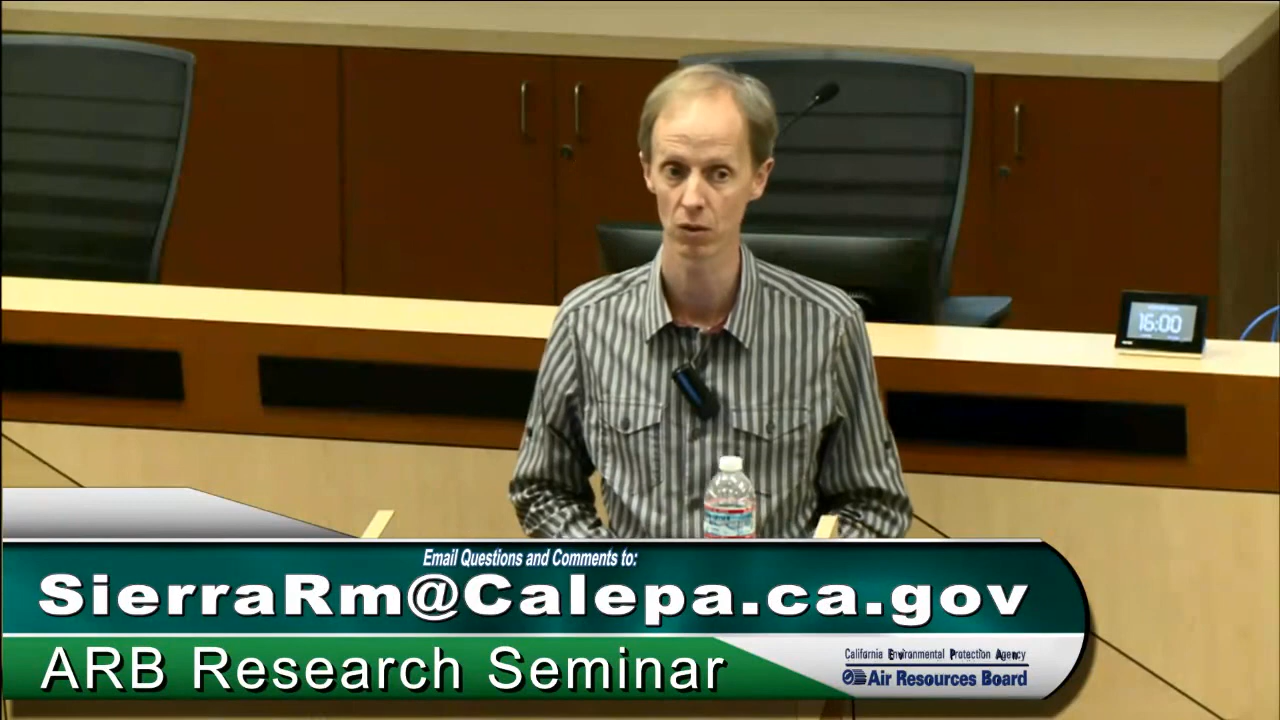 16:00
Email Questions and Comments to:
SierraRm@Calepa.ca.gov
ARB Research Seminar
California Environmental Protection Agency
Air Resources Board